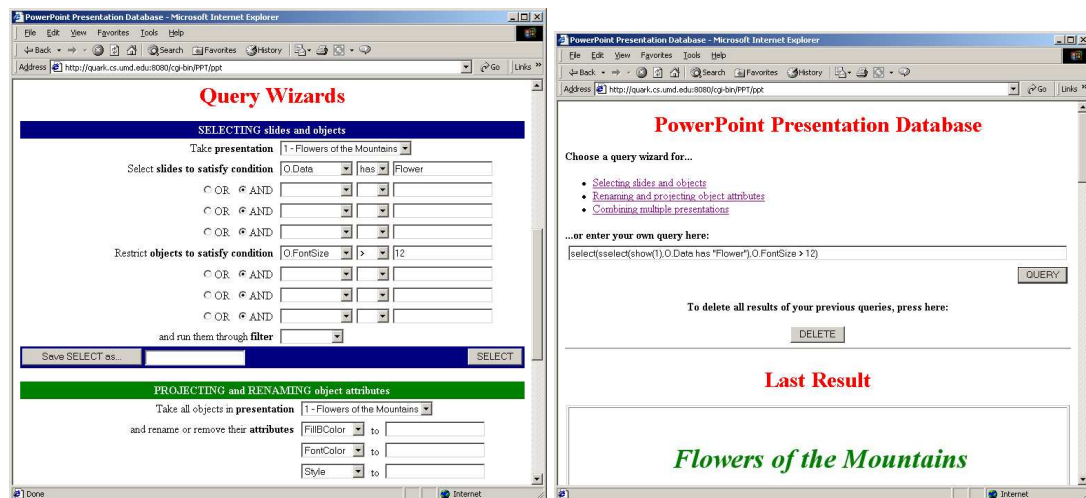 PowerPoint Presentation Database - Microsoft Internet Explorer
File Edit View Favorites Tools Help
Back Search Favorites History
Address http://quark.cs.umd.edu:8080/cgi-bin/PPT/ppt Go Links »
Query Wizards
SELECTING slides and objects
Take presentation 1 - Flowers of the Mountains
Select slides to satisfy condition O.Data has Flower
OR AND
OR AND
OR AND
Restrict objects to satisfy condition O.FontSize > 12
OR AND
OR AND
OR AND
and run them through filter
Save SELECT as... SELECT
PROJECTING and RENAMING object attributes
Take all objects in presentation 1 - Flowers of the Mountains
and rename or remove their attributes FillBColor to
FontColor to
Style to
Done Internet
PowerPoint Presentation Database - Microsoft Internet Explorer
File Edit View Favorites Tools Help
Back Search Favorites History
Address http://quark.cs.umd.edu:8080/cgi-bin/PPT/ppt Go Links »
PowerPoint Presentation Database
Choose a query wizard for...
• Selecting slides and objects
• Renaming and projecting object attributes
• Combining multiple presentations
...or enter your own query here:
select(sselect(show(1),O.Data has "Flower"),O.FontSize > 12)
QUERY
To delete all results of your previous queries, press here:
DELETE
Last Result
Flowers of the Mountains
Internet